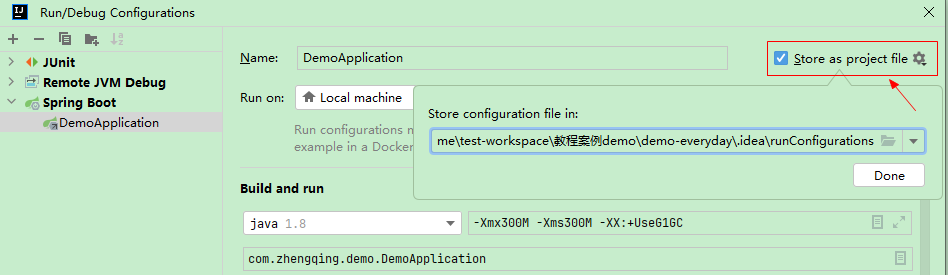 Run/Debug Configurations
JUnit
Remote JVM Debug
Spring Boot
DemoApplication
Name: DemoApplication
Store as project file
Run on: Local machine
Run configurations m
example in a Docker
Store configuration file in:
me\test-workspace\教程案例demo\demo-everyday\.idea\runConfigurations
Done
Build and run
java 1.8
-Xmx300M -Xms300M -XX:+UseG1GC
com.zhengqing.demo.DemoApplication